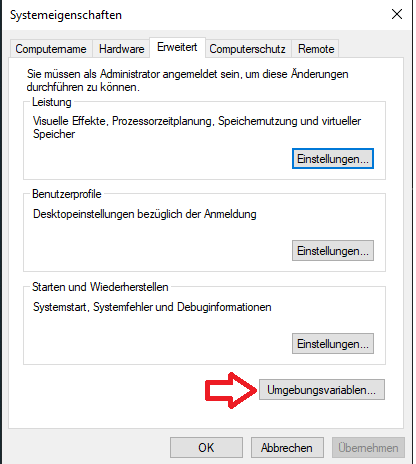 Systemeigenschaften
Computername Hardware Erweitert Computerschutz Remote
Sie müssen als Administrator angemeldet sein, um diese Änderungen
durchführen zu können.
Leistung
Visuelle Effekte, Prozessorzeitplanung, Speichernutzung und virtueller
Speicher
Einstellungen...
Benutzerprofile
Desktopeinstellungen bezüglich der Anmeldung
Einstellungen...
Starten und Wiederherstellen
Systemstart, Systemfehler und Debuginformationen
Einstellungen...
Umgebungsvariablen...
OK Abbrechen Übernehmen